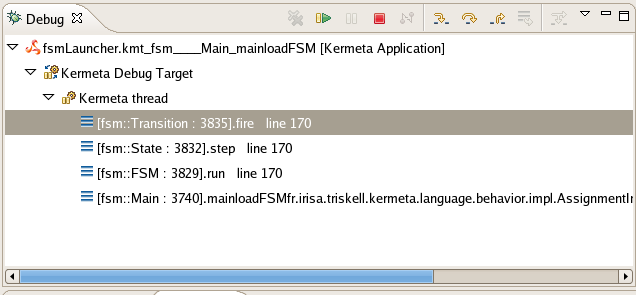 Debug
fsmLauncher.kmt_fsm____Main_mainloadFSM [Kermeta Application]
Kermeta Debug Target
Kermeta thread
[fsm::Transition : 3835].fire line 170
[fsm::State : 3832].step line 170
[fsm::FSM : 3829].run line 170
[fsm::Main : 3740].mainloadFSMfr.irisa.triskell.kermeta.language.behavior.impl.AssignmentIn